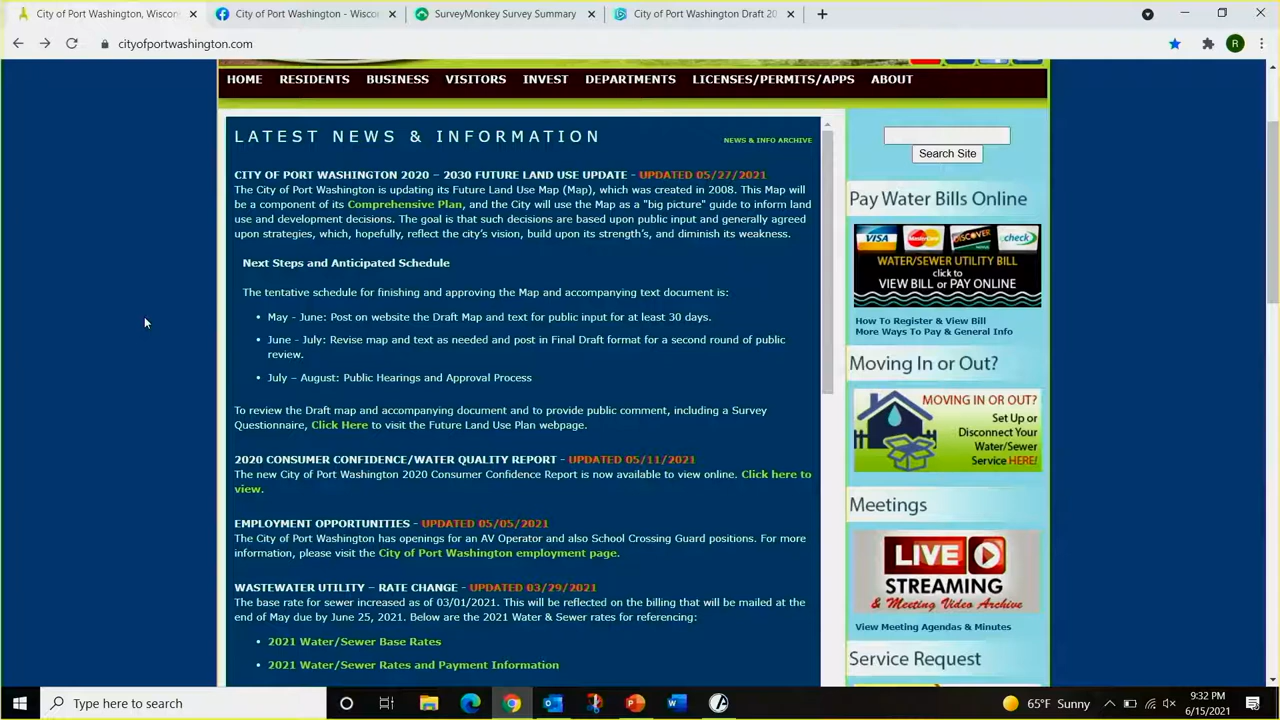 City of Port Washington, Wiscon
City of Port Washington - Wiscon
SurveyMonkey Survey Summary
City of Port Washington Draft 20
cityofportwashington.com
R
HOME RESIDENTS BUSINESS VISITORS INVEST DEPARTMENTS LICENSES/PERMITS/APPS ABOUT
LATEST NEWS & INFORMATION
NEWS & INFO ARCHIVE
CITY OF PORT WASHINGTON 2020 – 2030 FUTURE LAND USE UPDATE - UPDATED 05/27/2021
The City of Port Washington is updating its Future Land Use Map (Map), which was created in 2008. This Map will
be a component of its Comprehensive Plan, and the City will use the Map as a "big picture" guide to inform land
use and development decisions. The goal is that such decisions are based upon public input and generally agreed
upon strategies, which, hopefully, reflect the city's vision, build upon its strength's, and diminish its weakness.
Next Steps and Anticipated Schedule
The tentative schedule for finishing and approving the Map and accompanying text document is:
• May - June: Post on website the Draft Map and text for public input for at least 30 days.
• June - July: Revise map and text as needed and post in Final Draft format for a second round of public
review.
• July – August: Public Hearings and Approval Process
To review the Draft map and accompanying document and to provide public comment, including a Survey
Questionnaire, Click Here to visit the Future Land Use Plan webpage.
2020 CONSUMER CONFIDENCE/WATER QUALITY REPORT - UPDATED 05/11/2021
The new City of Port Washington 2020 Consumer Confidence Report is now available to view online. Click here to
view.
EMPLOYMENT OPPORTUNITIES - UPDATED 05/05/2021
The City of Port Washington has openings for an AV Operator and also School Crossing Guard positions. For more
information, please visit the City of Port Washington employment page.
WASTEWATER UTILITY – RATE CHANGE - UPDATED 03/29/2021
The base rate for sewer increased as of 03/01/2021. This will be reflected on the billing that will be mailed at the
end of May due by June 25, 2021. Below are the 2021 Water & Sewer rates for referencing:
• 2021 Water/Sewer Base Rates
• 2021 Water/Sewer Rates and Payment Information
Search Site
Pay Water Bills Online
VISA MasterCard DISCOVER check
WATER/SEWER UTILITY BILL
click to
VIEW BILL or PAY ONLINE
How To Register & View Bill
More Ways To Pay & General Info
Moving In or Out?
MOVING IN OR OUT?
Set Up or
Disconnect Your
Water/Sewer
Service HERE!
Meetings
LIVE
STREAMING
& Meeting Video Archive
View Meeting Agendas & Minutes
Service Request
Type here to search
65°F Sunny
9:32 PM
6/15/2021